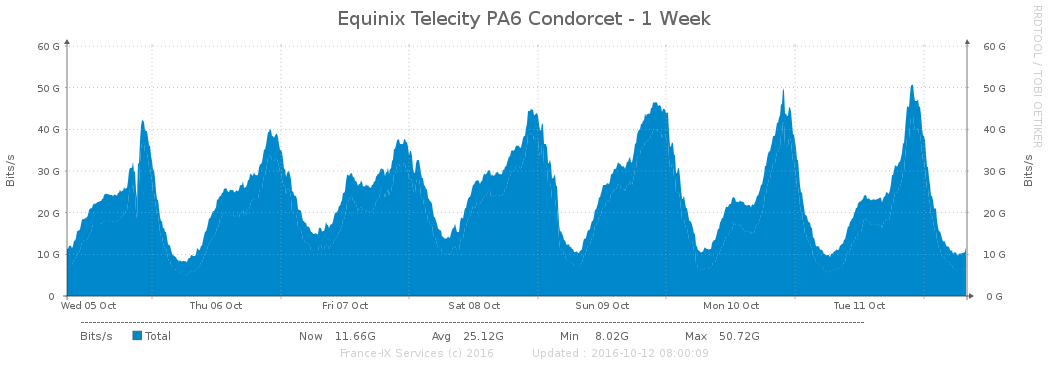 Equinix Telecity PA6 Condorcet - 1 Week
RRDTOOL / TOBI OETIKER
Bits/s
60 G 60 G
50 G 50 G
40 G 40 G
30 G 30 G
20 G 20 G
10 G 10 G
0 0 G
Bits/s
Wed 05 Oct Thu 06 Oct Fri 07 Oct Sat 08 Oct Sun 09 Oct Mon 10 Oct Tue 11 Oct
Bits/s Total Now 11.66G Avg 25.12G Min 8.02G Max 50.72G
France-IX Services (c) 2016 Updated : 2016-10-12 08:00:09